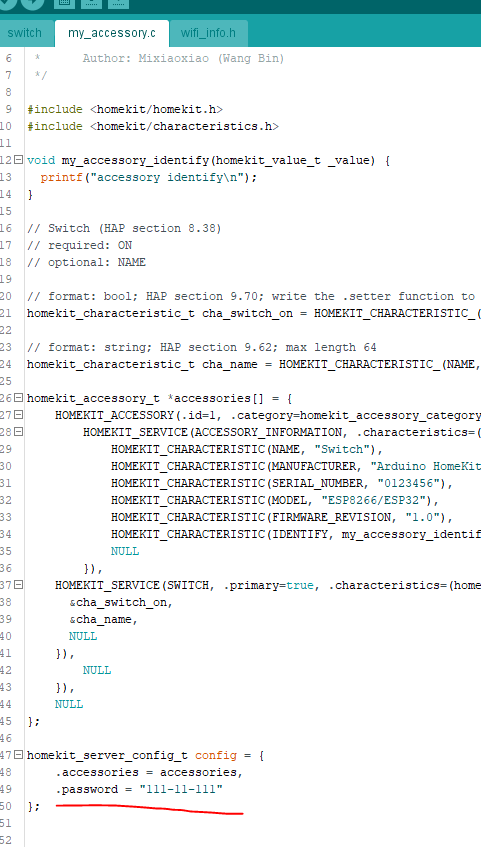 switch my_accessory.c wifi_info.h
6 * Author: Mixiaoxiao (Wang Bin)
7 */
8
9 #include <homekit/homekit.h>
10 #include <homekit/characteristics.h>
11
12 void my_accessory_identify(homekit_value_t _value) {
13 printf("accessory identify\n");
14 }
15
16 // Switch (HAP section 8.38)
17 // required: ON
18 // optional: NAME
19
20 // format: bool; HAP section 9.70; write the .setter function to
21 homekit_characteristic_t cha_switch_on = HOMEKIT_CHARACTERISTIC_(
22
23 // format: string; HAP section 9.62; max length 64
24 homekit_characteristic_t cha_name = HOMEKIT_CHARACTERISTIC_(NAME,
25
26 homekit_accessory_t *accessories[] = {
27 HOMEKIT_ACCESSORY(.id=1, .category=homekit_accessory_category
28 HOMEKIT_SERVICE(ACCESSORY_INFORMATION, .characteristics=(
29 HOMEKIT_CHARACTERISTIC(NAME, "Switch"),
30 HOMEKIT_CHARACTERISTIC(MANUFACTURER, "Arduino HomeKit
31 HOMEKIT_CHARACTERISTIC(SERIAL_NUMBER, "0123456"),
32 HOMEKIT_CHARACTERISTIC(MODEL, "ESP8266/ESP32"),
33 HOMEKIT_CHARACTERISTIC(FIRMWARE_REVISION, "1.0"),
34 HOMEKIT_CHARACTERISTIC(IDENTIFY, my_accessory_identif
35 NULL
36 }),
37 HOMEKIT_SERVICE(SWITCH, .primary=true, .characteristics=(home
38 &cha_switch_on,
39 &cha_name,
40 NULL
41 }),
42 NULL
43 }),
44 NULL
45 };
46
47 homekit_server_config_t config = {
48 .accessories = accessories,
49 .password = "111-11-111"
50 };
51
52